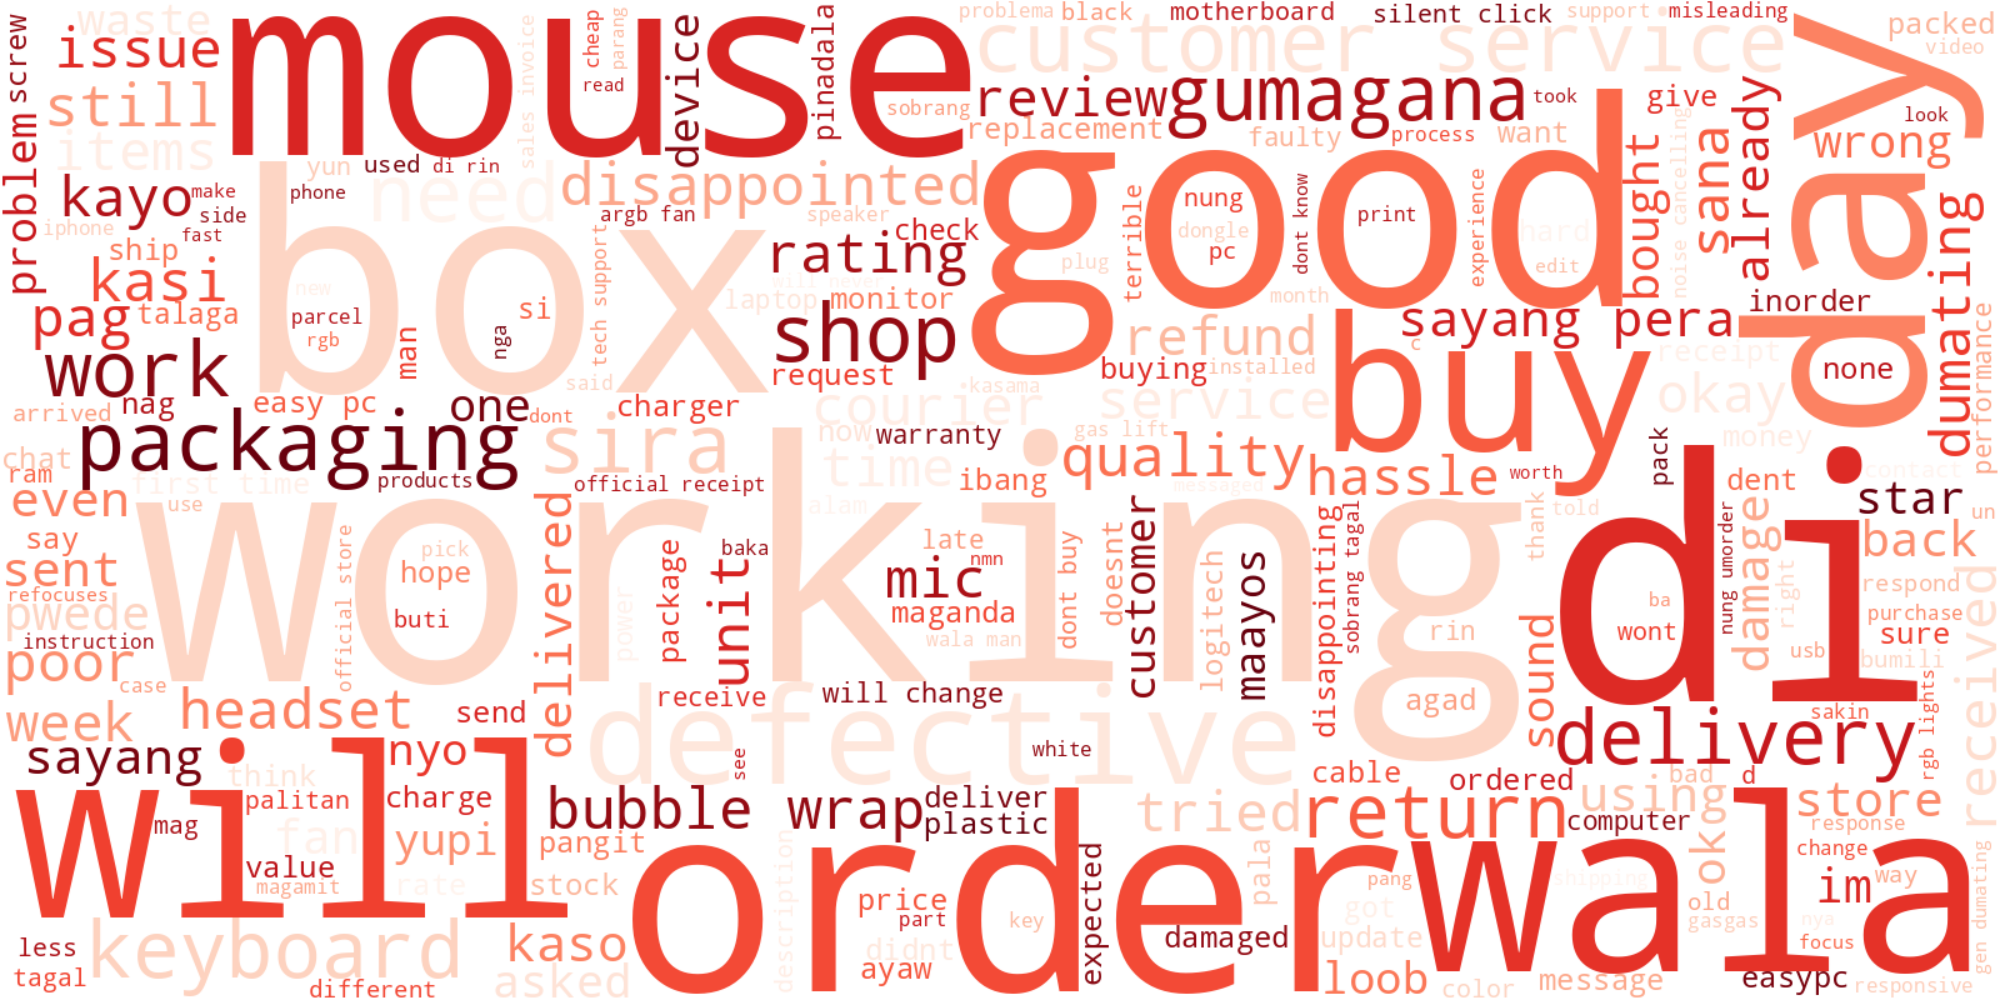 waste
issue
still
items
mouse
sales invoice
cheap
parang
read
device
pinadala
problema
black
motherboard
silent click
support
misleading
customer service
packed
video
problem
screw
sobrang
review
gumagana
took
give
already
look
replacement
faulty
process
want
wrong
day
yun
used
di rin
need
disappointed
good
bought
sana
kayo
make
phone
side
fast
iphone
argb fan
speaker
check
nung
dongle
pc
dont know
print
experience
hard
edit
noise cancelling
terrible
ship
kasi
box
new
rating
plug
will never
laptop
monitor
month
inorder
dumating
pag
talaga
parcel
rgb
nga
man
si
tech support
shop
refund
buy
sayang pera
performance
work
said
request
buying
installed
receipt
none
arrived
nag
easy pc
one
dont
charger
kasama
courier
service
okay
packaging
sira
now
warranty
gas lift
money
chat
ram
first time
products
official receipt
time
ibang
quality
hassle
worth
pack
dent
contact
messaged
star
even
use
working
alam
thank
told
un
say
pick
baka
late
nmn
doesnt
back
sent
refocuses
hope
official store
delivered
package
unit
mic
dont buy
customer
logitech
maayos
disappointing
sobrang tagal
ba
di
nung umorder
damage
right
respond
pwede
instruction
buti
power
maganda
wala man
rin
wont
purchase
sure
usb
bumili
received
poor
case
receive
will change
agad
sound
week
headset
send
defective
sakin
rgb lights
sayang
nyo
see
white
delivery
think
palitan
charge
cable
ordered
bad
d
will
mag
fan
value
magamit
yupi
rate
bubble wrap
deliver
plastic
tried
return
computer
using
store
response
pangit
stock
description
order
price
part
key
expected
pala
pang
shipping
wala
oko
change
im
way
old
gasgas
nya
focus
gen dumating
less
keyboard
kaso
didnt
damaged
got
update
tagal
different
asked
ayaw
loob
color
message
easypc
responsive